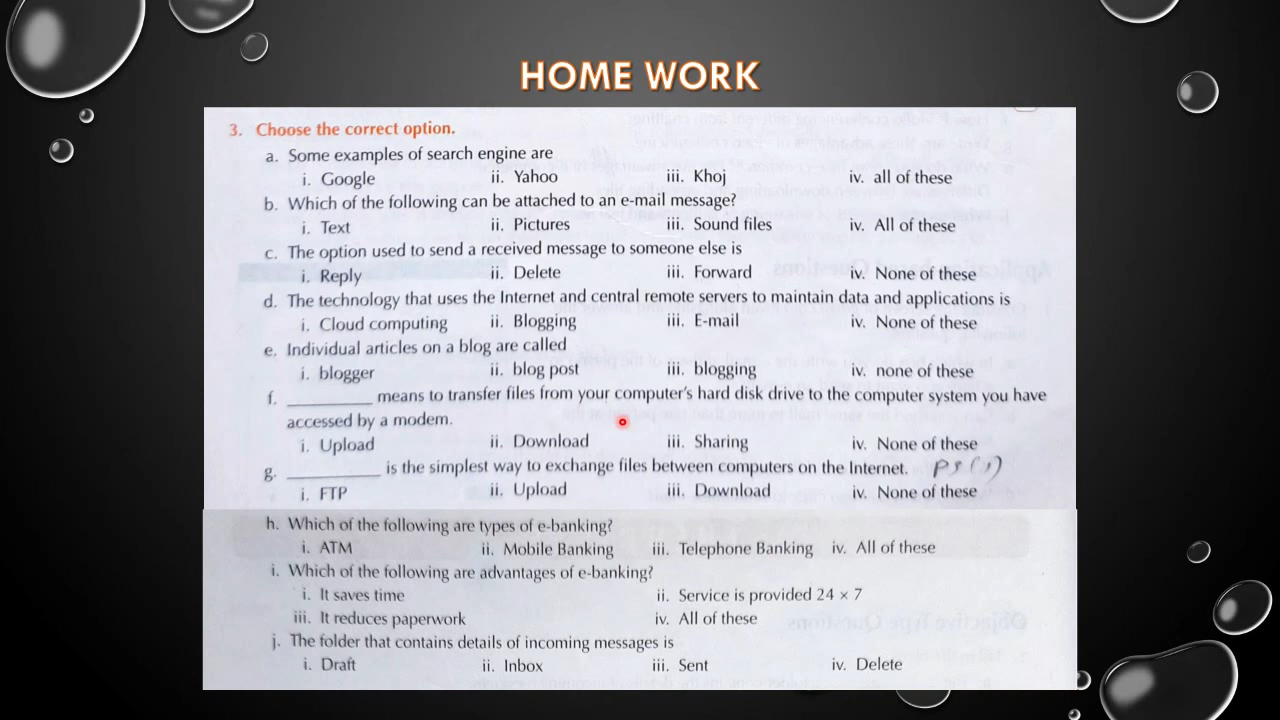 HOME WORK
3. Choose the correct option.
a. Some examples of search engine are
i. Google ii. Yahoo iii. Khoj iv. all of these
b. Which of the following can be attached to an e-mail message?
i. Text ii. Pictures iii. Sound files iv. All of these
c. The option used to send a received message to someone else is
i. Reply ii. Delete iii. Forward iv. None of these
d. The technology that uses the Internet and central remote servers to maintain data and applications is
i. Cloud computing ii. Blogging iii. E-mail iv. None of these
e. Individual articles on a blog are called
i. blogger ii. blog post iii. blogging iv. none of these
f. __________ means to transfer files from your computer's hard disk drive to the computer system you have
accessed by a modem.
i. Upload ii. Download iii. Sharing iv. None of these
g. __________ is the simplest way to exchange files between computers on the Internet.
i. FTP ii. Upload iii. Download iv. None of these
h. Which of the following are types of e-banking?
i. ATM ii. Mobile Banking iii. Telephone Banking iv. All of these
i. Which of the following are advantages of e-banking?
i. It saves time ii. Service is provided 24 × 7
iii. It reduces paperwork iv. All of these
j. The folder that contains details of incoming messages is
i. Draft ii. Inbox iii. Sent iv. Delete